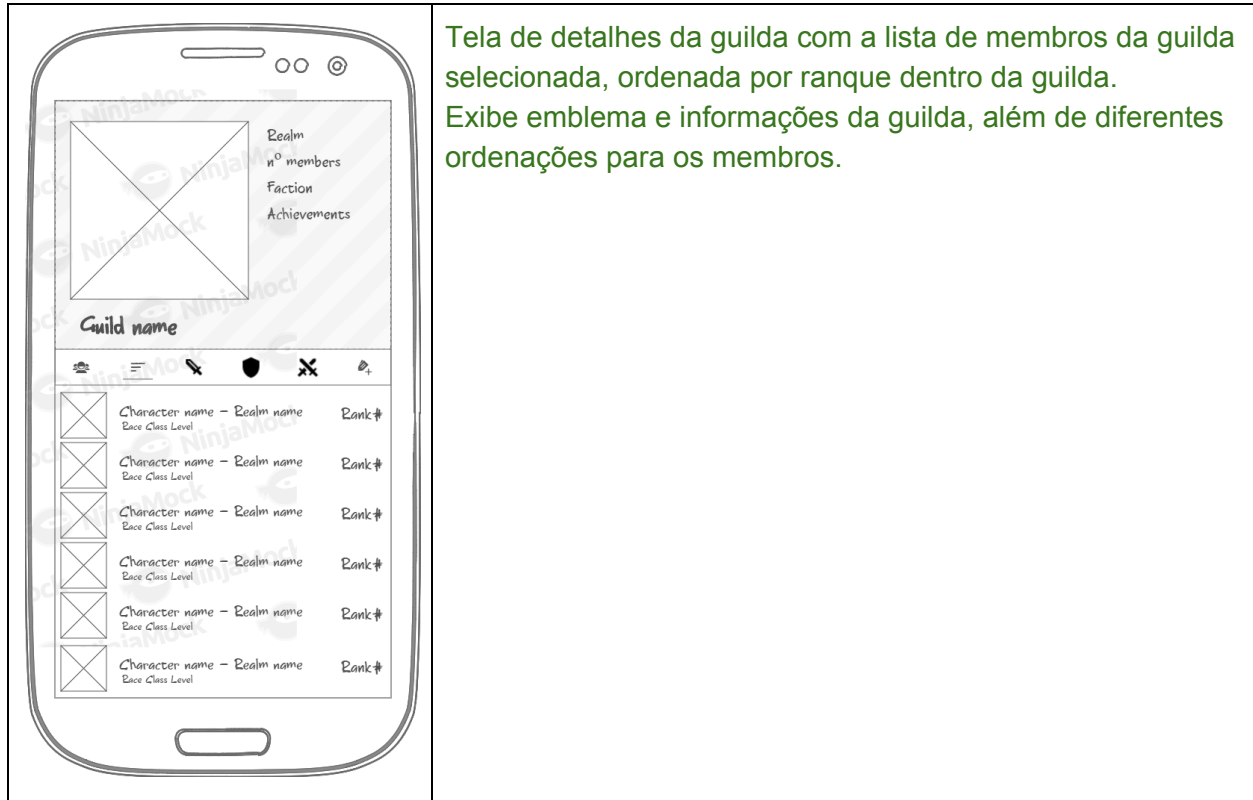 Realm
nº members
Faction
Achievements
Guild name
Character name - Realm name Rank#
Race Class Level
Character name - Realm name Rank#
Race Class Level
Character name - Realm name Rank#
Race Class Level
Character name - Realm name Rank#
Race Class Level
Character name - Realm name Rank#
Race Class Level
Character name - Realm name Rank#
Race Class Level
Tela de detalhes da guilda com a lista de membros da guilda
selecionada, ordenada por ranque dentro da guilda.
Exibe emblema e informações da guilda, além de diferentes
ordenações para os membros.
NinjaMock